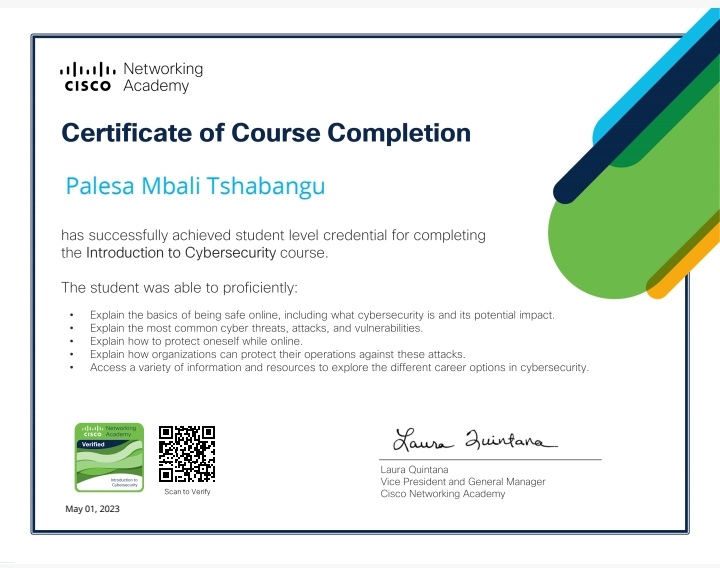 Networking
CISCO Academy
Certificate of Course Completion
Palesa Mbali Tshabangu
has successfully achieved student level credential for completing
the Introduction to Cybersecurity course.
The student was able to proficiently:
• Explain the basics of being safe online, including what cybersecurity is and its potential impact.
• Explain the most common cyber threats, attacks, and vulnerabilities.
• Explain how to protect oneself while online.
• Explain how organizations can protect their operations against these attacks.
• Access a variety of information and resources to explore the different career options in cybersecurity.
Networking
CISCO Academy
Verified
Introduction to
Cybersecurity
Scan to Verify
May 01, 2023
Laura Quintana
Laura Quintana
Vice President and General Manager
Cisco Networking Academy